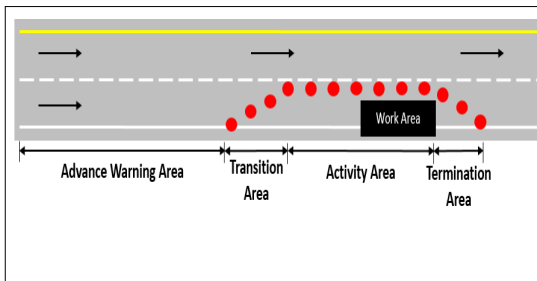 Work Area
Advance Warning Area
Transition
Area
Activity Area
Termination
Area